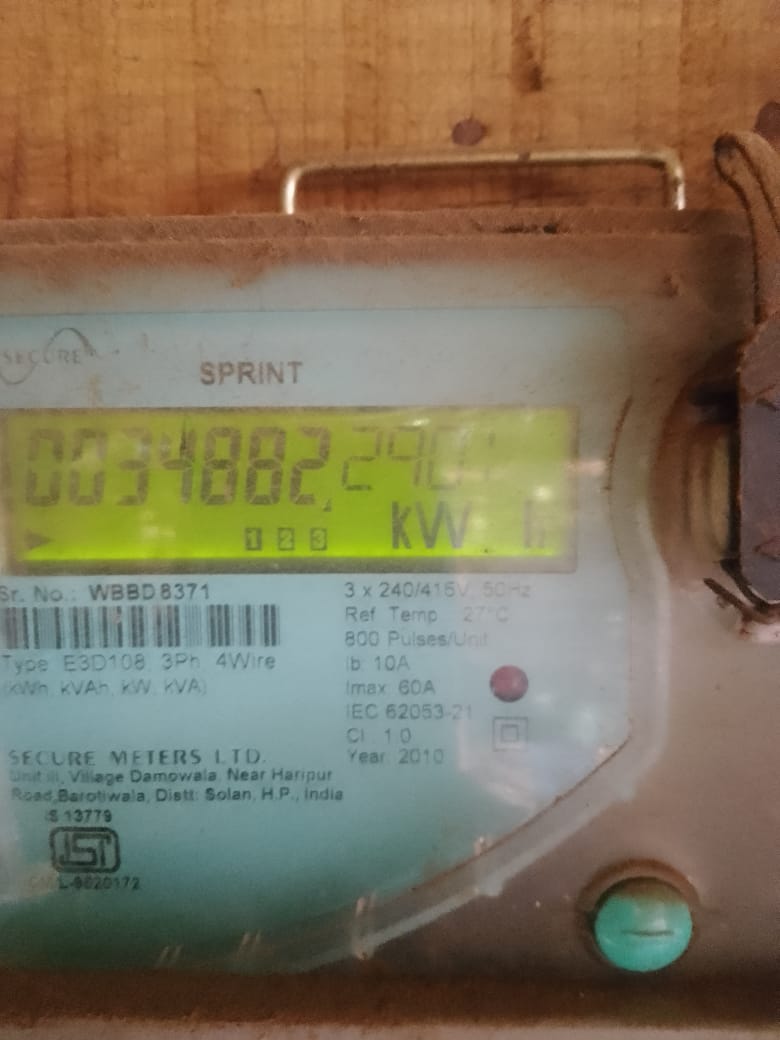 SECURE
SPRINT
0034882
kW h
1 2 3
Sr. No.: WBBD8371
Type E3D108, 3Ph, 4Wire
(kWh, kVAh, kW, kVA)
3 x 240/415V, 50Hz
Ref Temp 27°C
800 Pulses/Unit
Ib: 10A
Imax: 60A
IEC 62053-21
Cl. 1.0
Year: 2010
SECURE METERS LTD.
Unit III, Village Damowala, Near Haripur
Road, Barotiwala, Distt: Solan, H.P., India
IS 13779
ISI